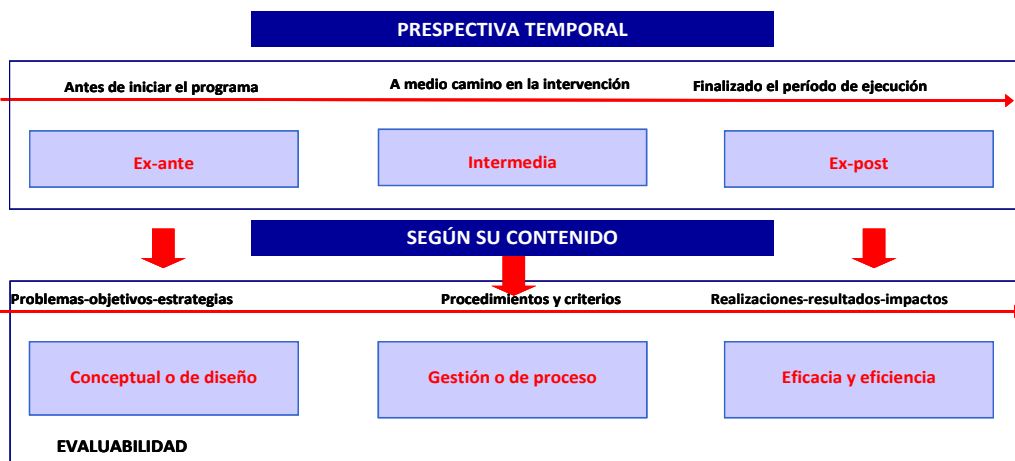 PRESPECTIVA TEMPORAL
Antes de iniciar el programa
A medio camino en la intervención
Finalizado el período de ejecución
Ex-ante
Intermedia
Ex-post
SEGÚN SU CONTENIDO
Problemas-objetivos-estrategias
Procedimientos y criterios
Realizaciones-resultados-impactos
Conceptual o de diseño
Gestión o de proceso
Eficacia y eficiencia
EVALUABILIDAD